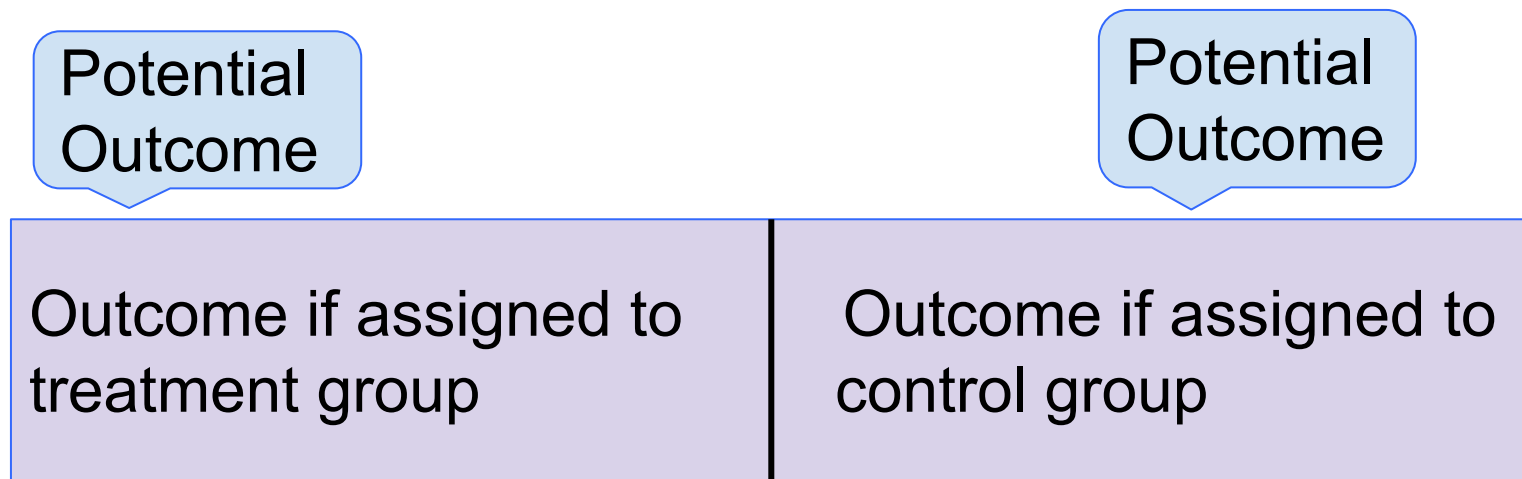 Potential
Outcome
Potential
Outcome
Outcome if assigned to
treatment group
Outcome if assigned to
control group